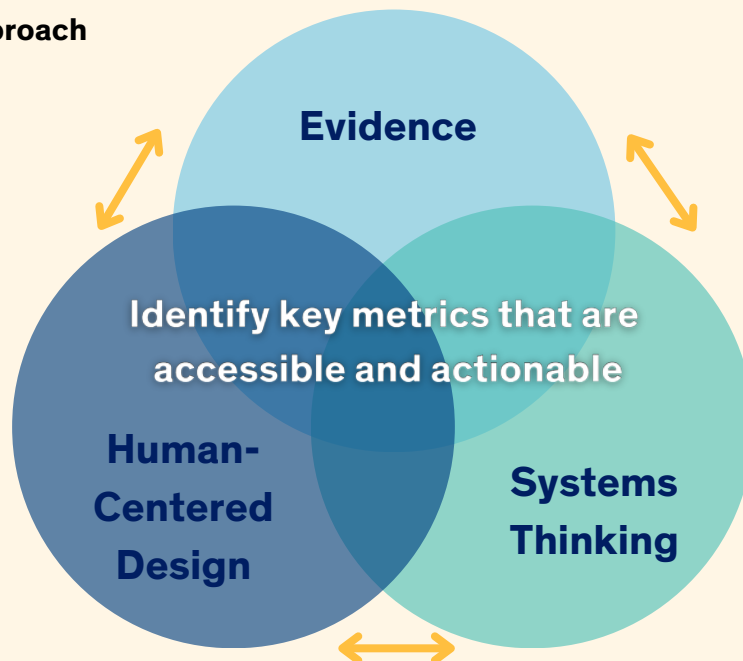 proach
Evidence
Identify key metrics that are
accessible and actionable
Human-
Centered
Design
Systems
Thinking